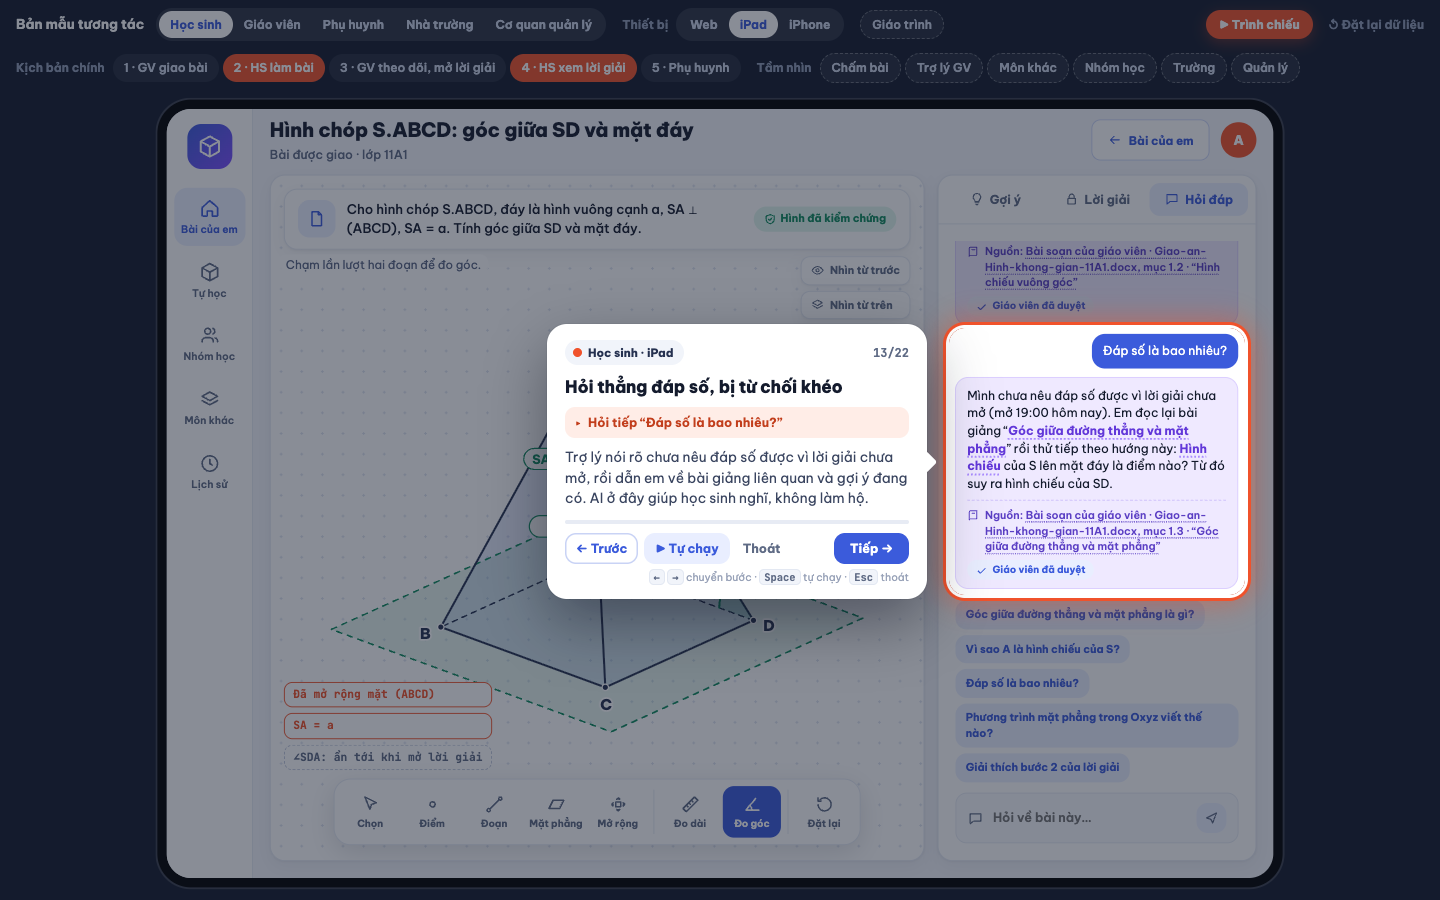 Bản mẫu tương tác
Học sinh
Giáo viên
Phụ huynh
Nhà trường
Cơ quan quản lý
Thiết bị
Web
iPad
iPhone
Giáo trình
Trình chiếu
Đặt lại dữ liệu
Kịch bản chính
1 · GV giao bài
2 · HS làm bài
3 · GV theo dõi, mở lời giải
4 · HS xem lời giải
5 · Phụ huynh
Tầm nhìn
Chấm bài
Trợ lý GV
Môn khác
Nhóm học
Trường
Quản lý
Bài của em
Tự học
Nhóm học
Môn khác
Lịch sử
Hình chóp S.ABCD: góc giữa SD và mặt đáy
Bài được giao · lớp 11A1
← Bài của em
A
Cho hình chóp S.ABCD, đáy là hình vuông cạnh a, SA ⊥
(ABCD), SA = a. Tính góc giữa SD và mặt đáy.
Hình đã kiểm chứng
Chạm lần lượt hai đoạn để đo góc.
Nhìn từ trước
Nhìn từ trên
SA
B
C
D
Đã mở rộng mặt (ABCD)
SA = a
∠SDA: ẩn tới khi mở lời giải
Chọn
Điểm
Đoạn
Mặt phẳng
Mở rộng
Đo dài
Đo góc
Đặt lại
Học sinh · iPad
13/22
Hỏi thẳng đáp số, bị từ chối khéo
▸ Hỏi tiếp “Đáp số là bao nhiêu?”
Trợ lý nói rõ chưa nêu đáp số được vì lời giải chưa
mở, rồi dẫn em về bài giảng liên quan và gợi ý đang
có. AI ở đây giúp học sinh nghĩ, không làm hộ.
← Trước
Tự chạy
Thoát
Tiếp →
← → chuyển bước · Space tự chạy · Esc thoát
Gợi ý
Lời giải
Hỏi đáp
Nguồn: Bài soạn của giáo viên · Giao-an-
Hinh-khong-gian-11A1.docx, mục 1.2 · “Hình
chiếu vuông góc”
Giáo viên đã duyệt
Đáp số là bao nhiêu?
Mình chưa nêu đáp số được vì lời giải chưa
mở (mở 19:00 hôm nay). Em đọc lại bài
giảng “Góc giữa đường thẳng và mặt
phẳng” rồi thử tiếp theo hướng này: Hình
chiếu của S lên mặt đáy là điểm nào? Từ đó
suy ra hình chiếu của SD.
Nguồn: Bài soạn của giáo viên · Giao-an-
Hinh-khong-gian-11A1.docx, mục 1.3 · “Góc
giữa đường thẳng và mặt phẳng”
Giáo viên đã duyệt
Góc giữa đường thẳng và mặt phẳng là gì?
Vì sao A là hình chiếu của S?
Đáp số là bao nhiêu?
Phương trình mặt phẳng trong Oxyz viết thế
nào?
Giải thích bước 2 của lời giải
Hỏi về bài này...